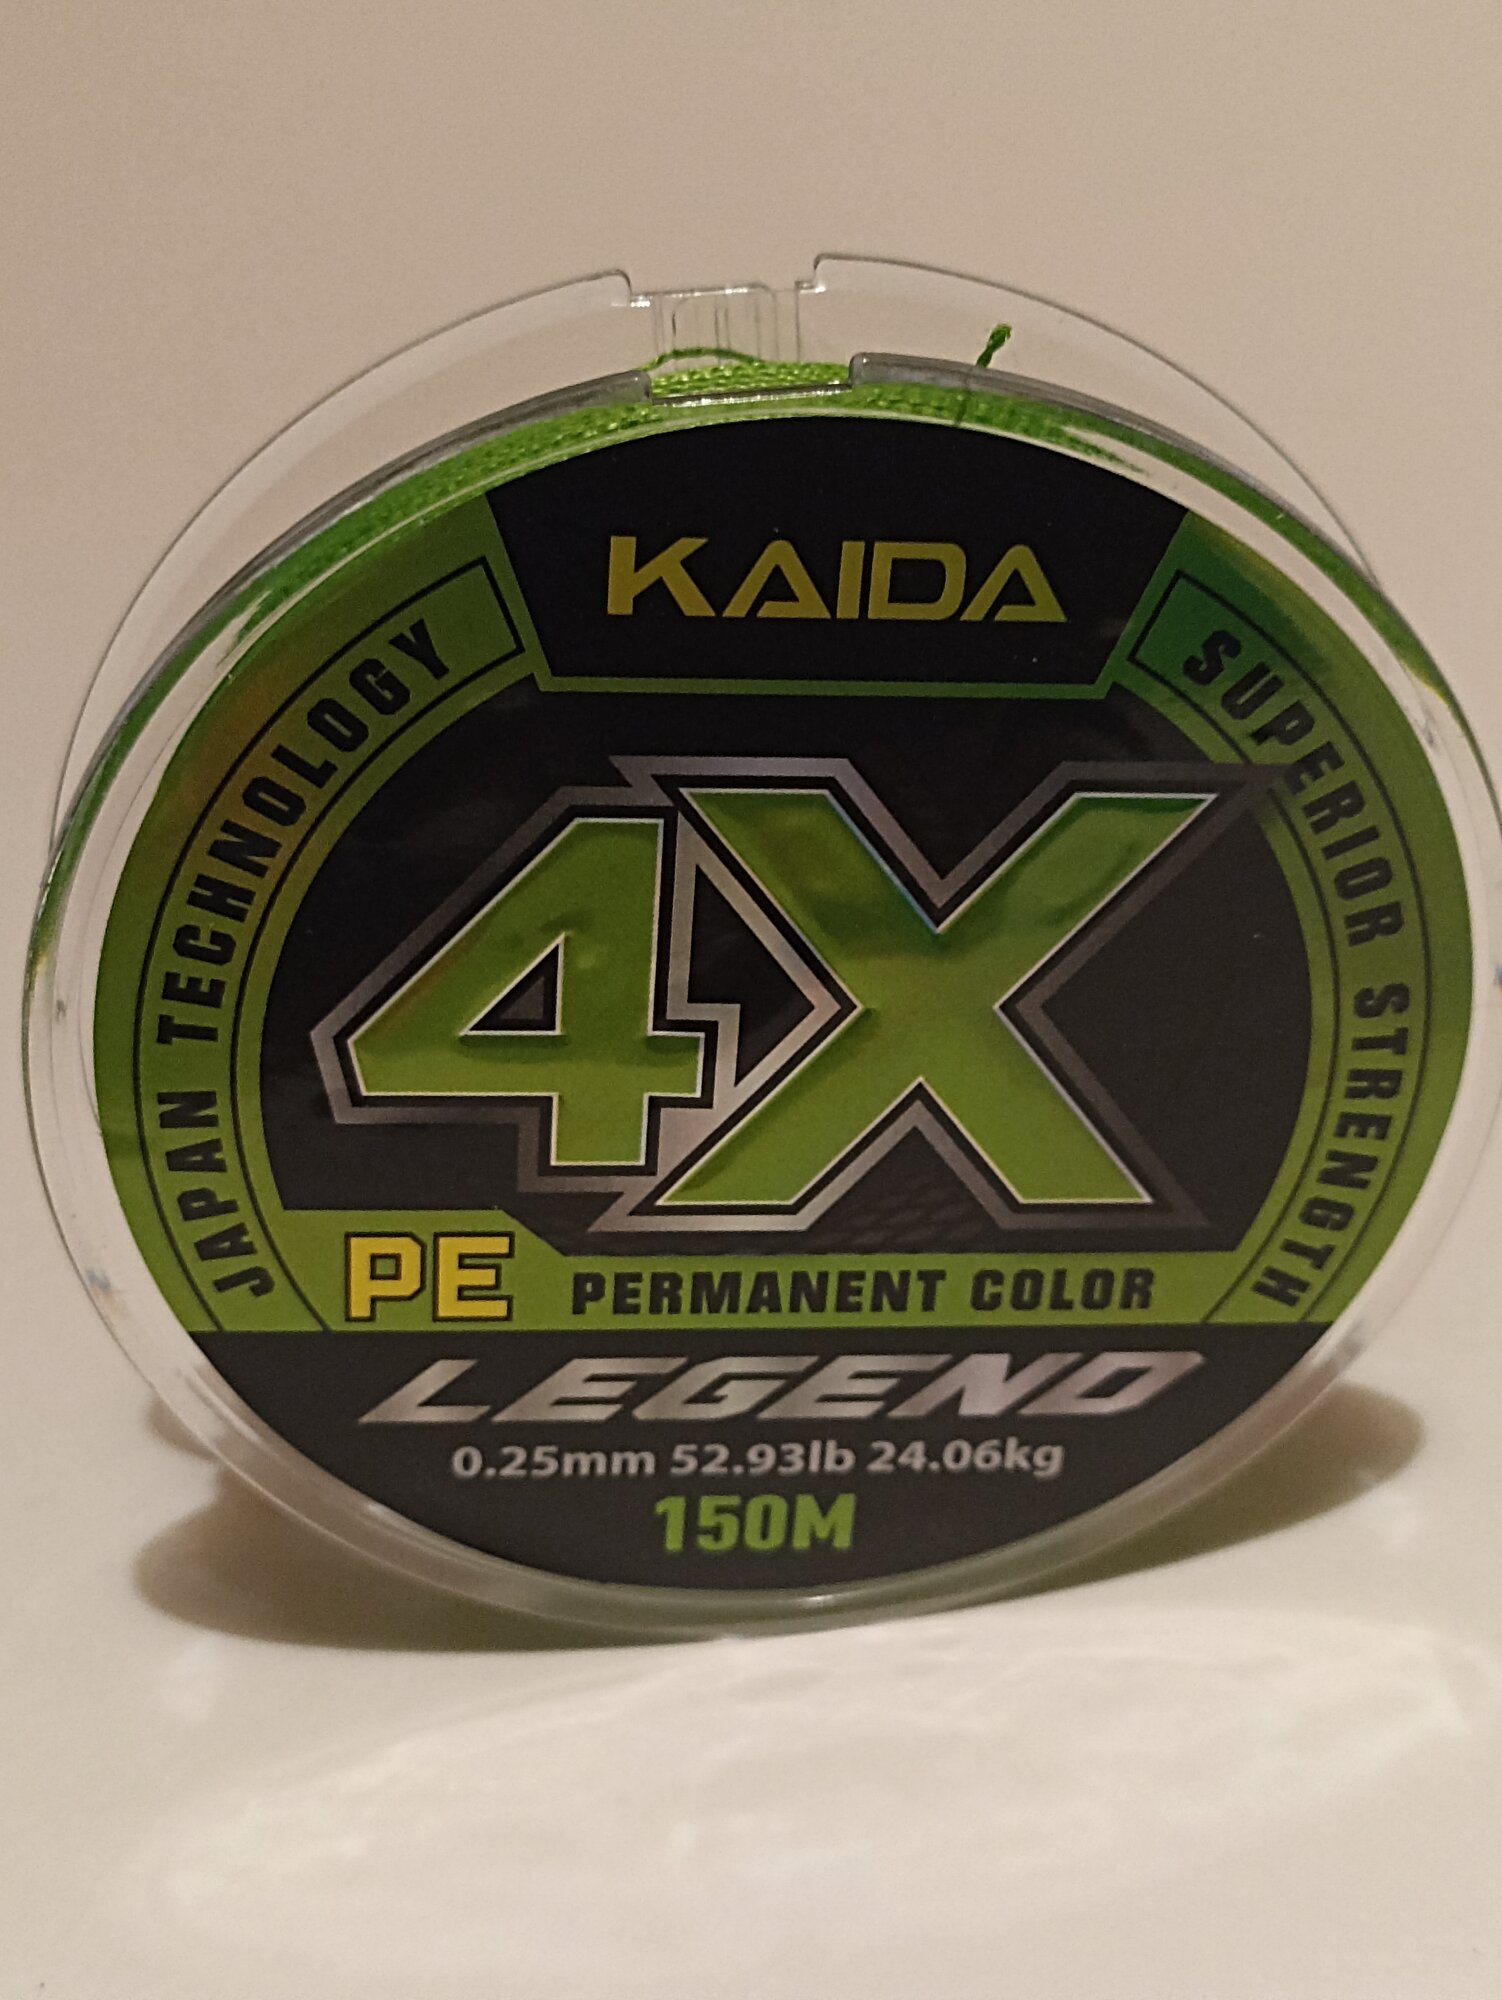 KAIDA
JAPAN TECHNOLOGY
SUPERIOR STRENGTH
4X
PE PERMANENT COLOR
LEGEND
0.25mm 52.93lb 24.06kg
150M